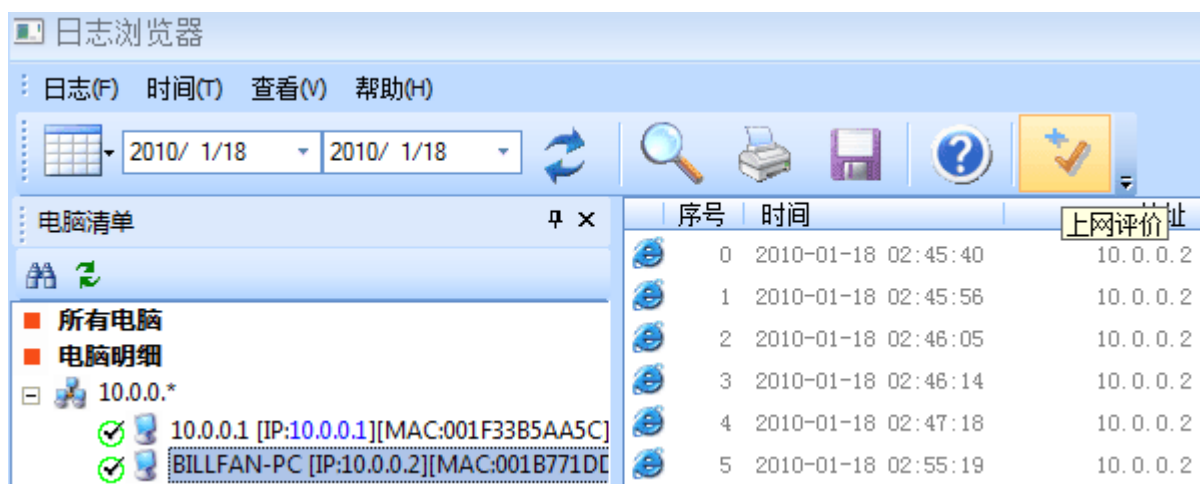 日志浏览器
日志(F) 时间(T) 查看(V) 帮助(H)
2010/ 1/18 2010/ 1/18
电脑清单
所有电脑
电脑明细
10.0.0.*
10.0.0.1 [IP:10.0.0.1][MAC:001F33B5AA5C]
BILLFAN-PC [IP:10.0.0.2][MAC:001B771DD
序号 时间 上网评价 址
0 2010-01-18 02:45:40 10.0.0.2
1 2010-01-18 02:45:56 10.0.0.2
2 2010-01-18 02:46:05 10.0.0.2
3 2010-01-18 02:46:14 10.0.0.2
4 2010-01-18 02:47:18 10.0.0.2
5 2010-01-18 02:55:19 10.0.0.2